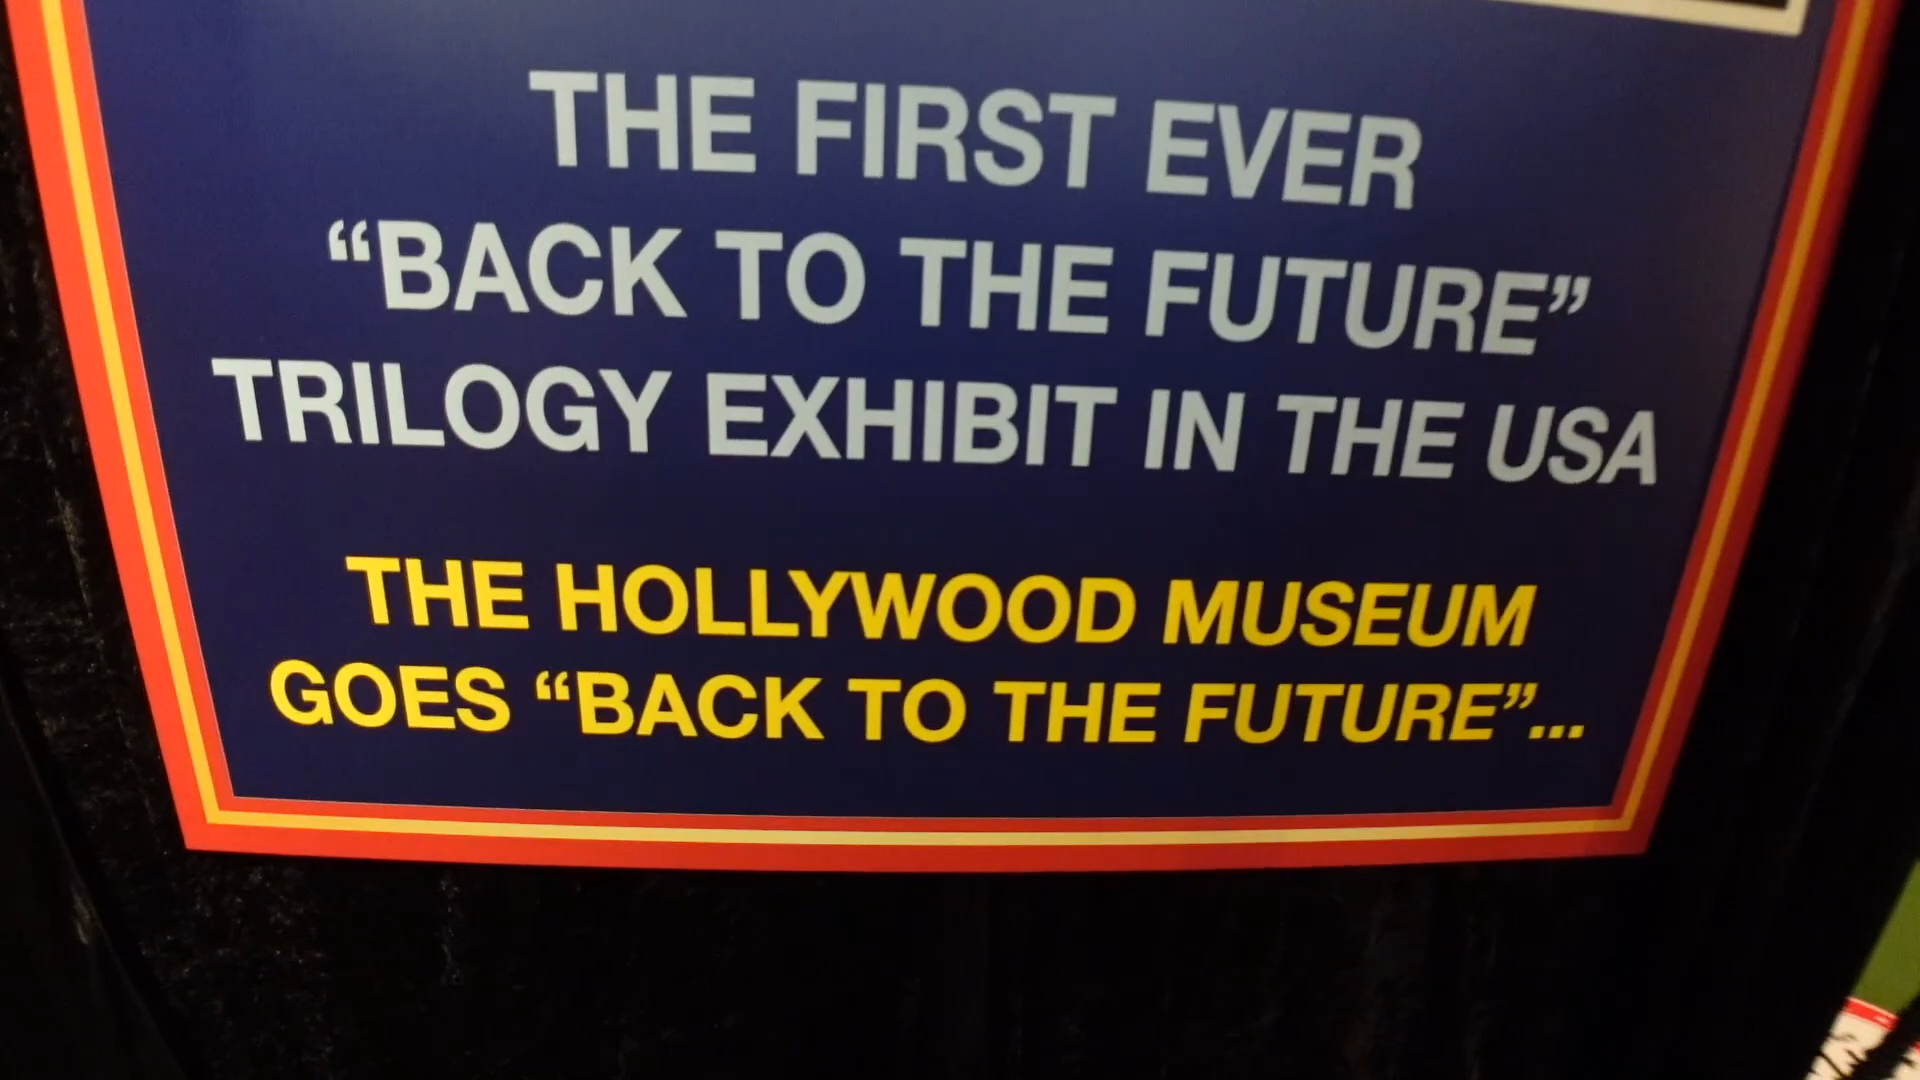 THE FIRST EVER
“BACK TO THE FUTURE”
TRILOGY EXHIBIT IN THE USA
THE HOLLYWOOD MUSEUM
GOES “BACK TO THE FUTURE”...